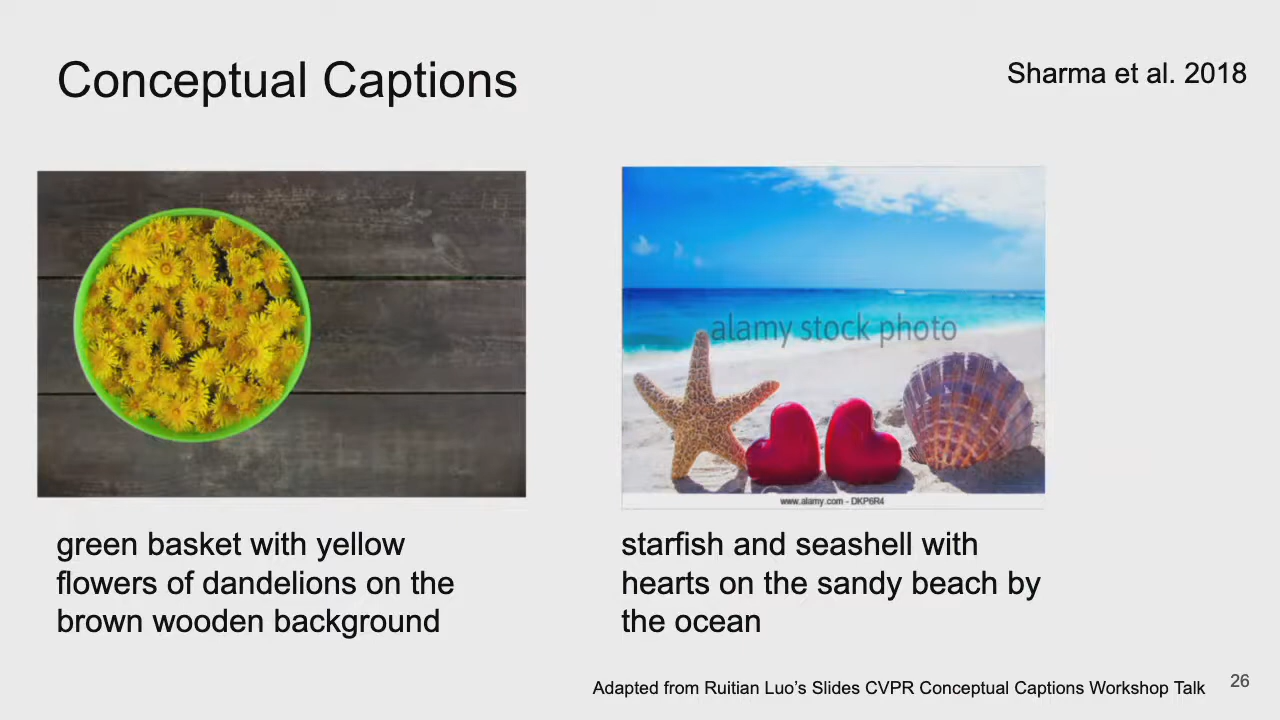 Conceptual Captions
Sharma et al. 2018
alamy stock photo
www.alamy.com - DKP6R4
green basket with yellow
flowers of dandelions on the
brown wooden background
starfish and seashell with
hearts on the sandy beach by
the ocean
Adapted from Ruitian Luo's Slides CVPR Conceptual Captions Workshop Talk
26